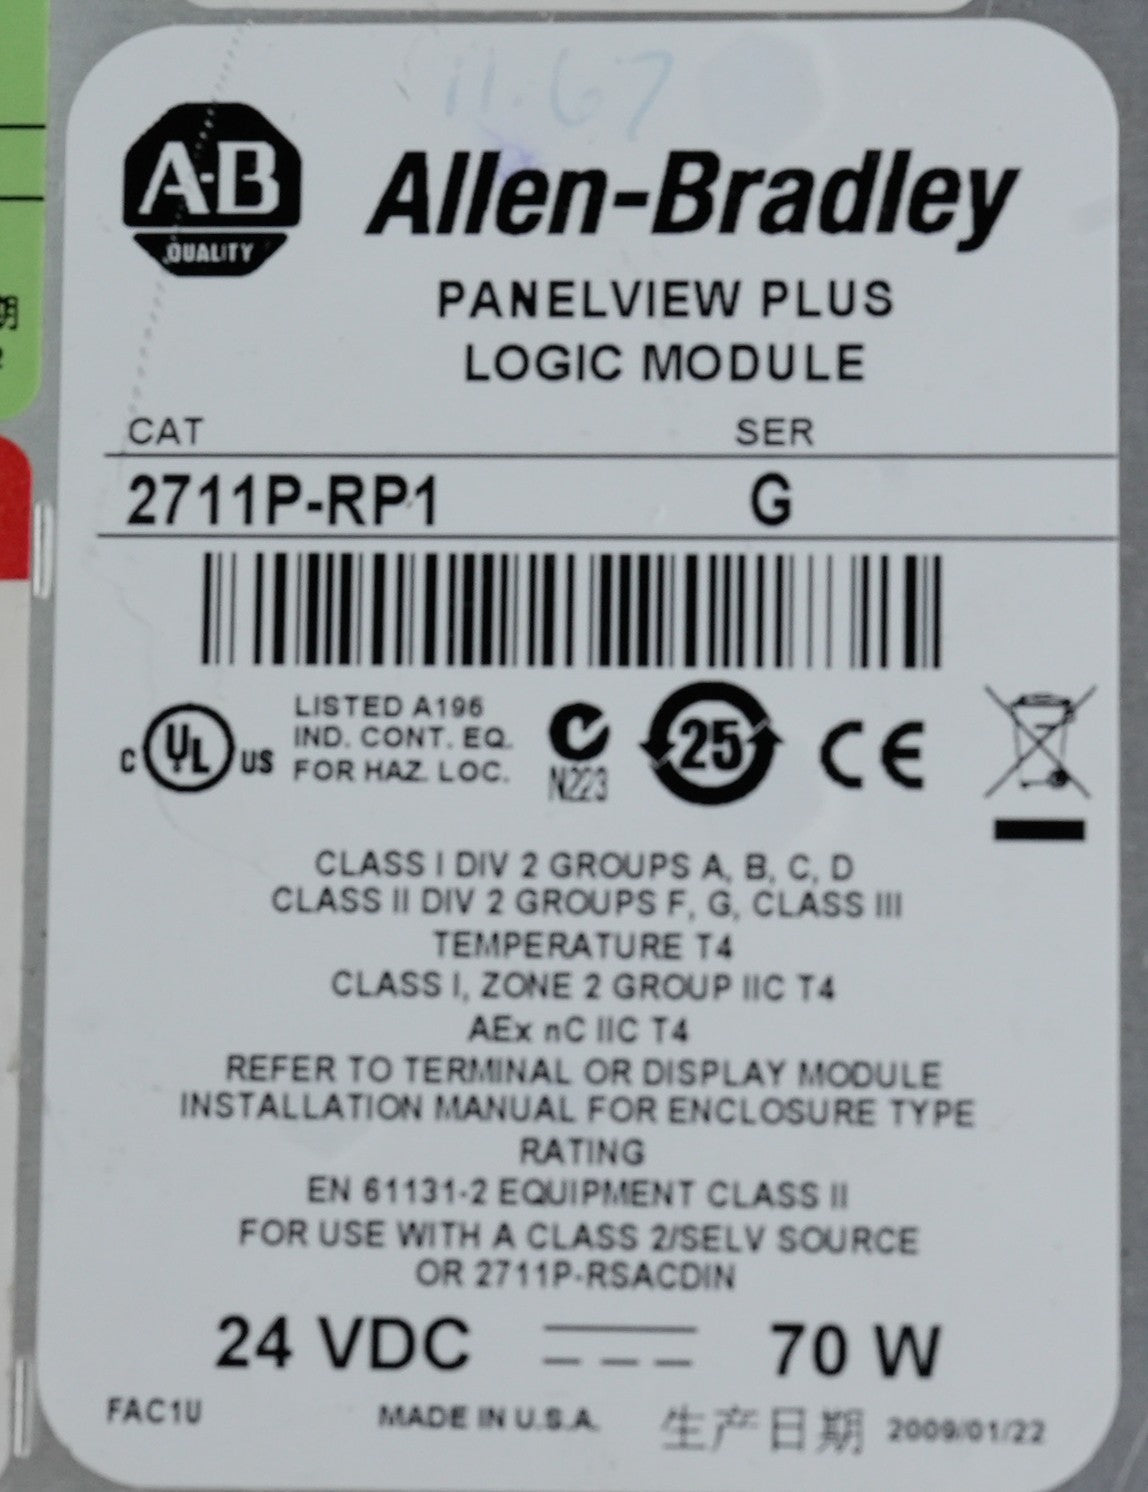 11.67
A-B
QUALITY
Allen-Bradley
PANELVIEW PLUS
LOGIC MODULE
CAT SER
2711P-RP1 G
C UL US
LISTED A196
IND. CONT. EQ.
FOR HAZ. LOC.
N223
25
CE
CLASS I DIV 2 GROUPS A, B, C, D
CLASS II DIV 2 GROUPS F, G, CLASS III
TEMPERATURE T4
CLASS I, ZONE 2 GROUP IIC T4
AEx nC IIC T4
REFER TO TERMINAL OR DISPLAY MODULE
INSTALLATION MANUAL FOR ENCLOSURE TYPE
RATING
EN 61131-2 EQUIPMENT CLASS II
FOR USE WITH A CLASS 2/SELV SOURCE
OR 2711P-RSACDIN
24 VDC 70 W
FAC1U MADE IN U.S.A. 生产日期 2009/01/22
期